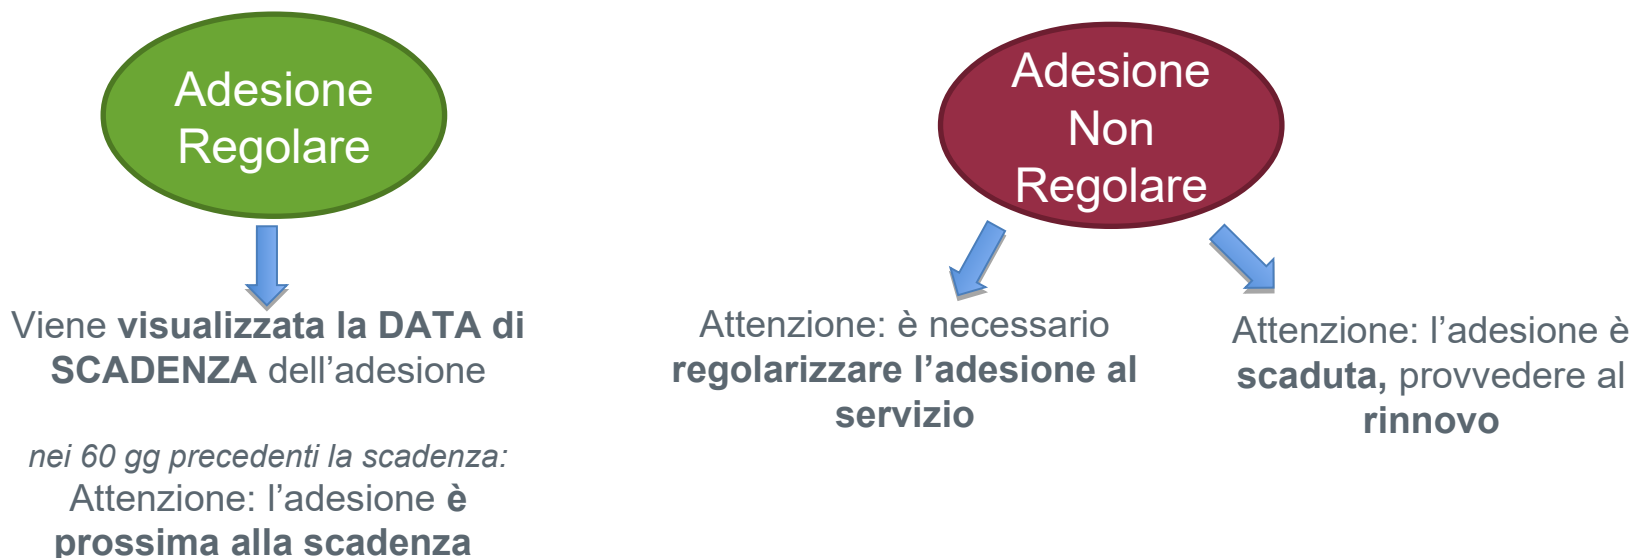 Adesione
Regolare
Viene visualizzata la DATA di
SCADENZA dell’adesione
nei 60 gg precedenti la scadenza:
Attenzione: l’adesione è
prossima alla scadenza
Adesione
Non
Regolare
Attenzione: è necessario
regolarizzare l’adesione al
servizio
Attenzione: l’adesione è
scaduta, provvedere al
rinnovo